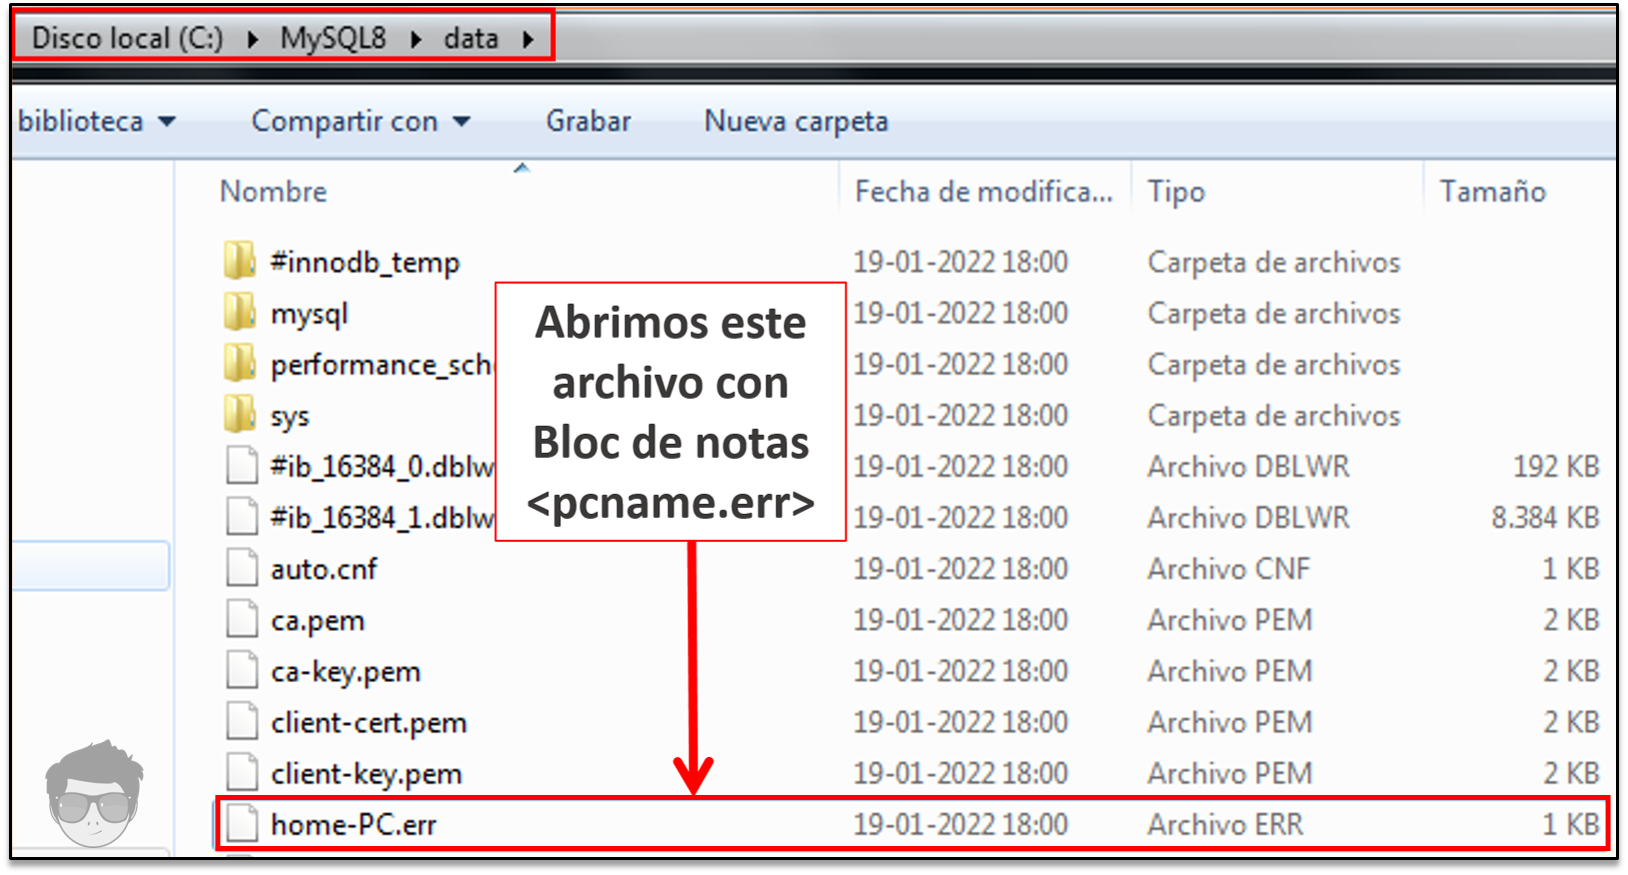 Disco local (C:) MySQL8 data
biblioteca Compartir con Grabar Nueva carpeta
Nombre Fecha de modifica... Tipo Tamaño
#innodb_temp 19-01-2022 18:00 Carpeta de archivos
mysql 19-01-2022 18:00 Carpeta de archivos
performance_sch 19-01-2022 18:00 Carpeta de archivos
sys 19-01-2022 18:00 Carpeta de archivos
#ib_16384_0.dblw 19-01-2022 18:00 Archivo DBLWR 192 KB
#ib_16384_1.dblw 19-01-2022 18:00 Archivo DBLWR 8.384 KB
auto.cnf 19-01-2022 18:00 Archivo CNF 1 KB
ca.pem 19-01-2022 18:00 Archivo PEM 2 KB
ca-key.pem 19-01-2022 18:00 Archivo PEM 2 KB
client-cert.pem 19-01-2022 18:00 Archivo PEM 2 KB
client-key.pem 19-01-2022 18:00 Archivo PEM 2 KB
home-PC.err 19-01-2022 18:00 Archivo ERR 1 KB
Abrimos este
archivo con
Bloc de notas
<pcname.err>